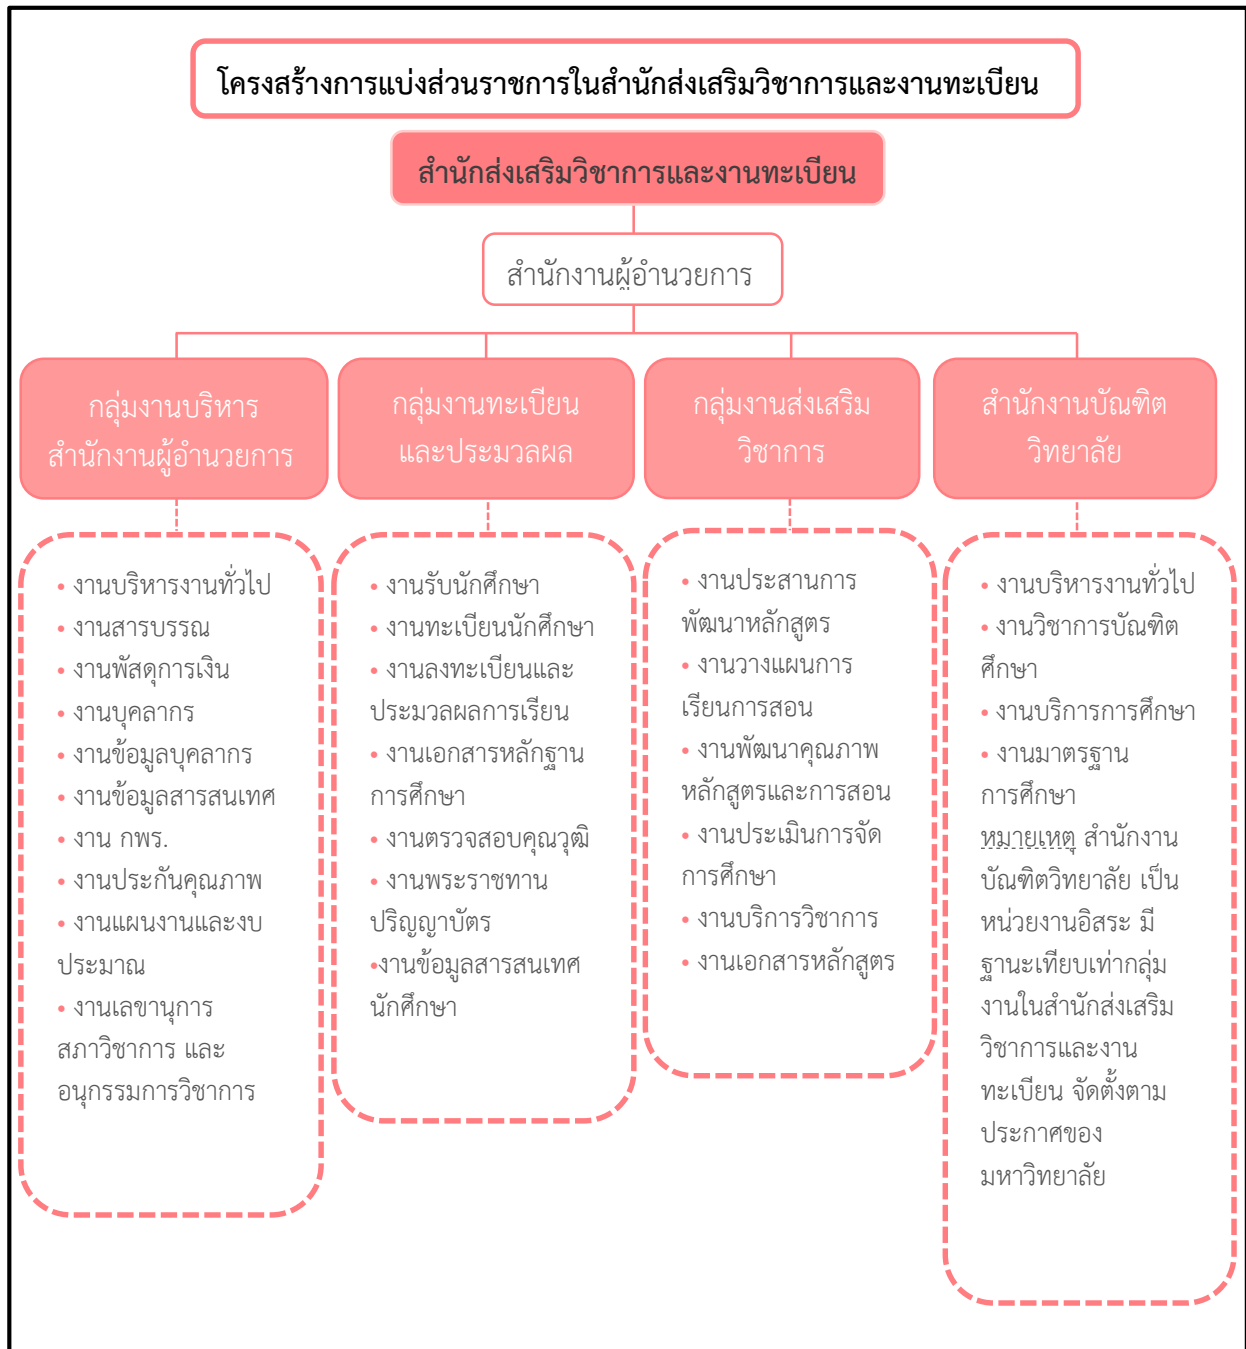 โครงสร้างการแบ่งส่วนราชการในสำนักส่งเสริมวิชาการและงานทะเบียน
สำนักส่งเสริมวิชาการและงานทะเบียน
สำนักงานผู้อำนวยการ
กลุ่มงานบริหาร
สำนักงานผู้อำนวยการ
กลุ่มงานทะเบียน
และประมวลผล
กลุ่มงานส่งเสริม
วิชาการ
สำนักงานบัณฑิต
วิทยาลัย
• งานบริหารงานทั่วไป
• งานสารบรรณ
• งานพัสดุการเงิน
• งานบุคลากร
• งานข้อมูลบุคลากร
• งานข้อมูลสารสนเทศ
• งาน กพร.
• งานประกันคุณภาพ
• งานแผนงานและงบ
ประมาณ
• งานเลขานุการ
สภาวิชาการ และ
อนุกรรมการวิชาการ
• งานรับนักศึกษา
• งานทะเบียนนักศึกษา
• งานลงทะเบียนและ
ประมวลผลการเรียน
• งานเอกสารหลักฐาน
การศึกษา
• งานตรวจสอบคุณวุฒิ
• งานพระราชทาน
ปริญญาบัตร
•งานข้อมูลสารสนเทศ
นักศึกษา
• งานประสานการ
พัฒนาหลักสูตร
• งานวางแผนการ
เรียนการสอน
• งานพัฒนาคุณภาพ
หลักสูตรและการสอน
• งานประเมินการจัด
การศึกษา
• งานบริการวิชาการ
• งานเอกสารหลักสูตร
• งานบริหารงานทั่วไป
• งานวิชาการบัณฑิต
ศึกษา
• งานบริการการศึกษา
• งานมาตรฐาน
การศึกษา
หมายเหตุ สำนักงาน
บัณฑิตวิทยาลัย เป็น
หน่วยงานอิสระ มี
ฐานะเทียบเท่ากลุ่ม
งานในสำนักส่งเสริม
วิชาการและงาน
ทะเบียน จัดตั้งตาม
ประกาศของ
มหาวิทยาลัย